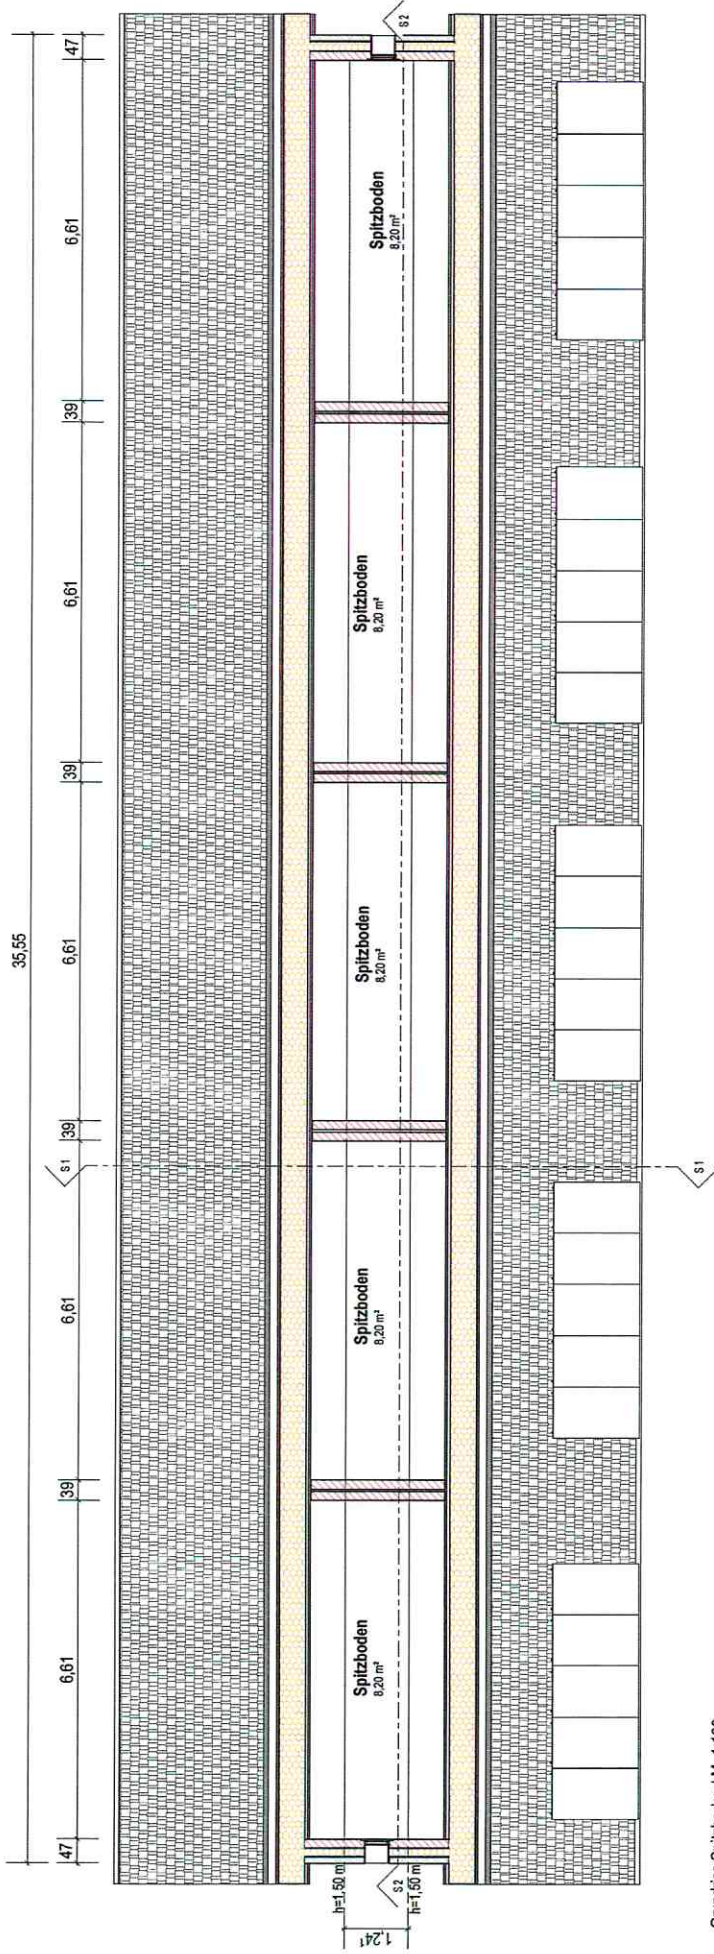 35,55
47
6,61
39
6,61
39
6,61
39
6,61
39
6,61
47
S1
S1
S2
S2
Spitzboden
8,20 m²
Spitzboden
8,20 m²
Spitzboden
8,20 m²
Spitzboden
8,20 m²
Spitzboden
8,20 m²
h=1,50 m
h=1,50 m
1,24¹